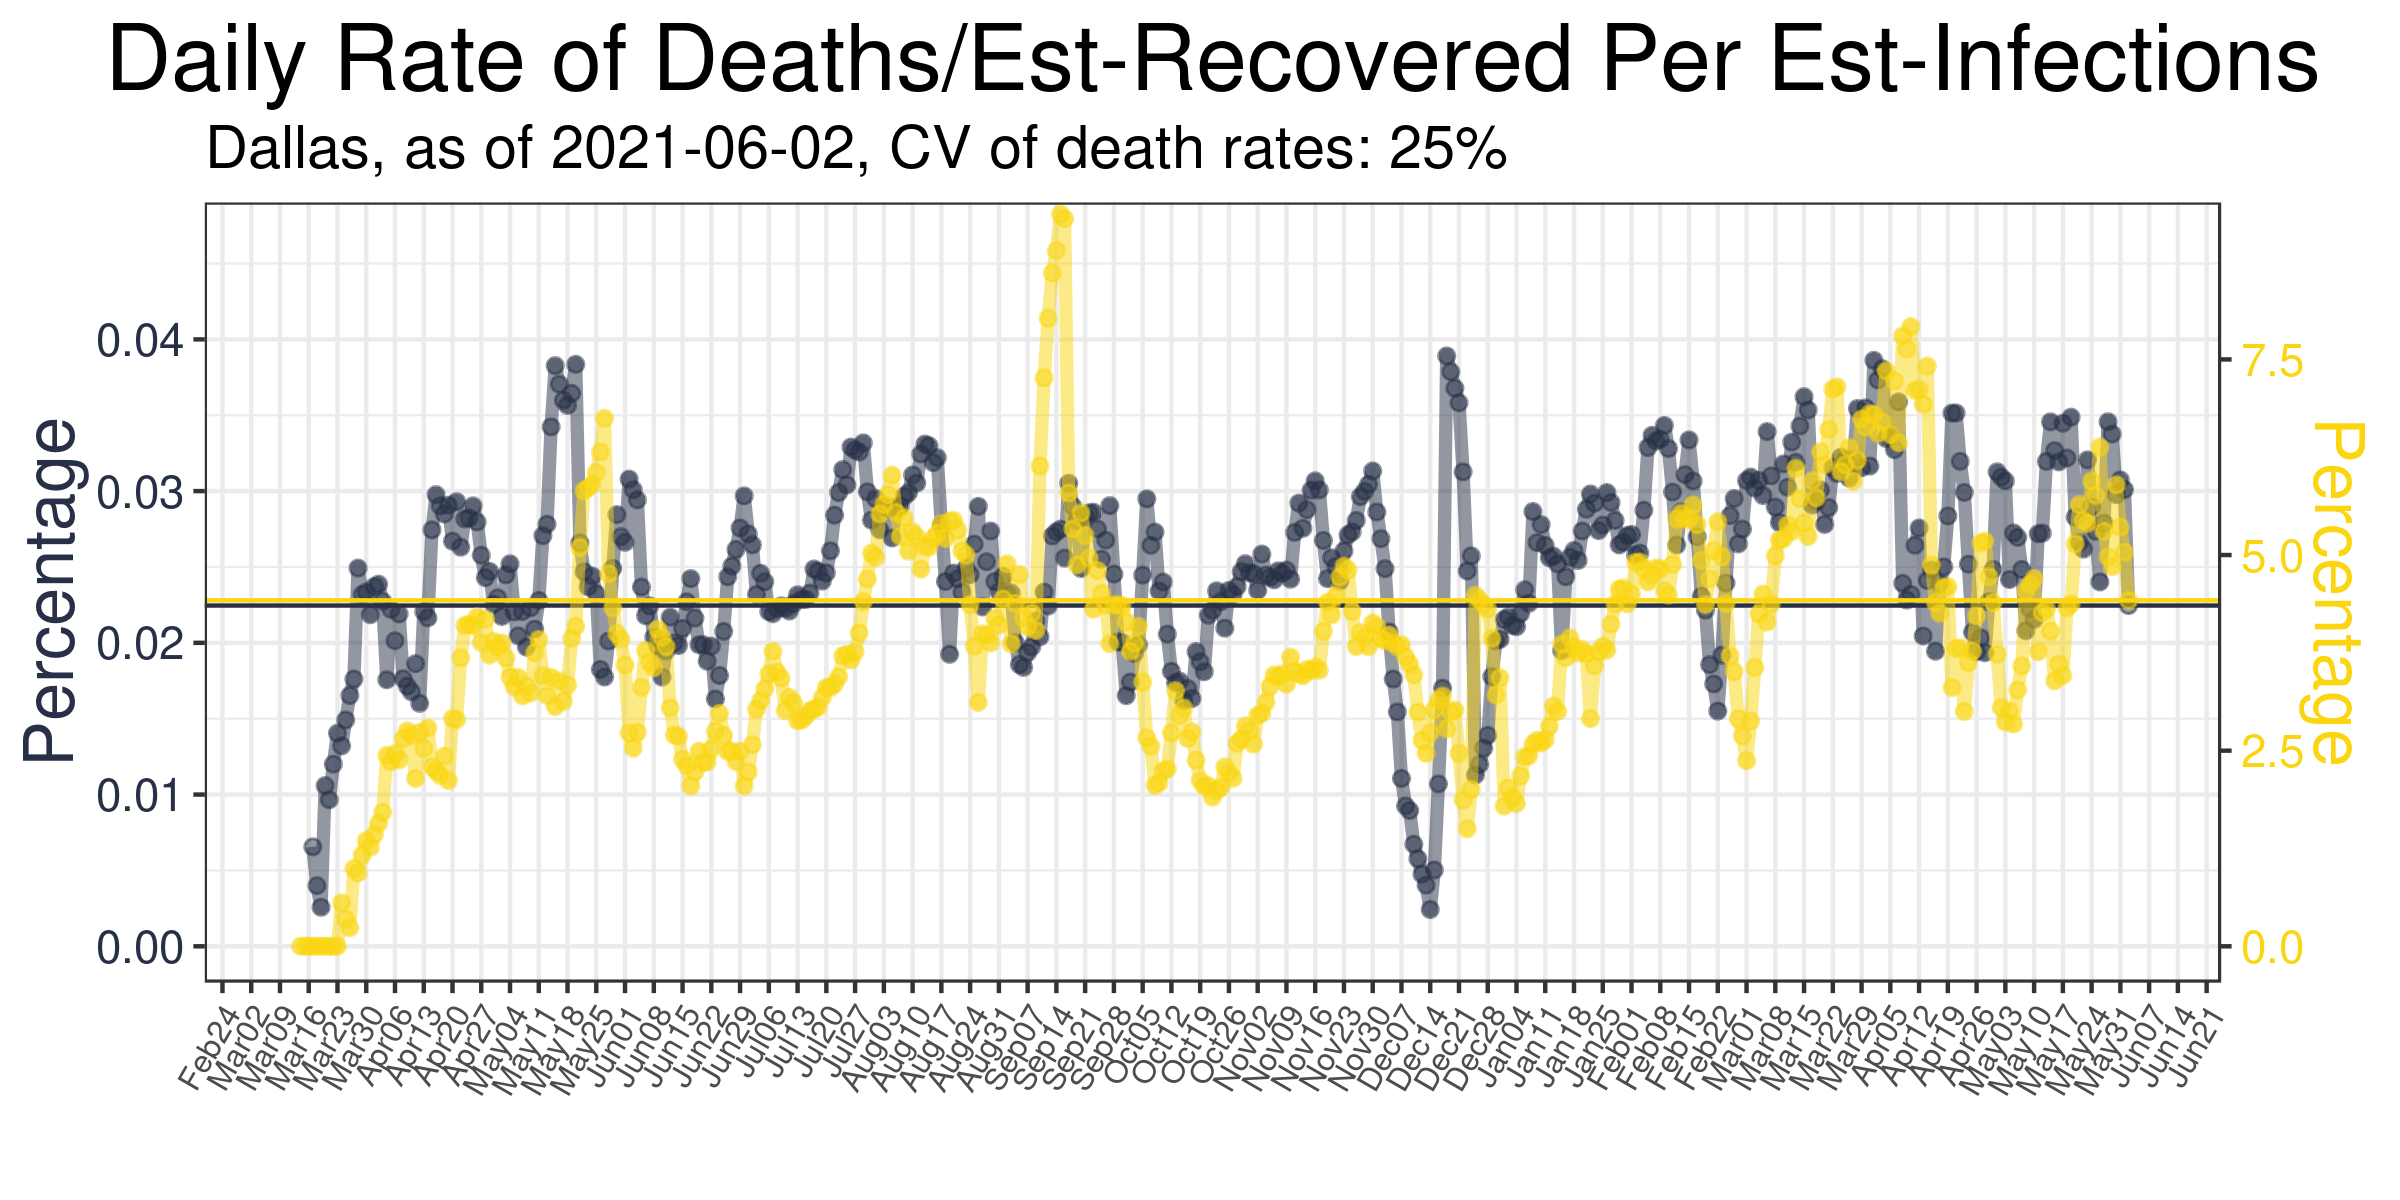 Daily Rate of Deaths/Est-Recovered Per Est-Infections
Dallas, as of 2021-06-02, CV of death rates: 25%
Percentage
0.04
0.03
0.02
0.01
0.00
7.5
5.0
2.5
0.0
Percentage
Feb24
Mar02
Mar09
Mar16
Mar23
Mar30
Apr06
Apr13
Apr20
Apr27
May04
May11
May18
May25
Jun01
Jun08
Jun15
Jun22
Jun29
Jul06
Jul13
Jul20
Jul27
Aug03
Aug10
Aug17
Aug24
Aug31
Sep07
Sep14
Sep21
Sep28
Oct05
Oct12
Oct19
Oct26
Nov02
Nov09
Nov16
Nov23
Nov30
Dec07
Dec14
Dec21
Dec28
Jan04
Jan11
Jan18
Jan25
Feb01
Feb08
Feb15
Feb22
Mar01
Mar08
Mar15
Mar22
Mar29
Apr05
Apr12
Apr19
Apr26
May03
May10
May17
May24
May31
Jun07
Jun14
Jun21